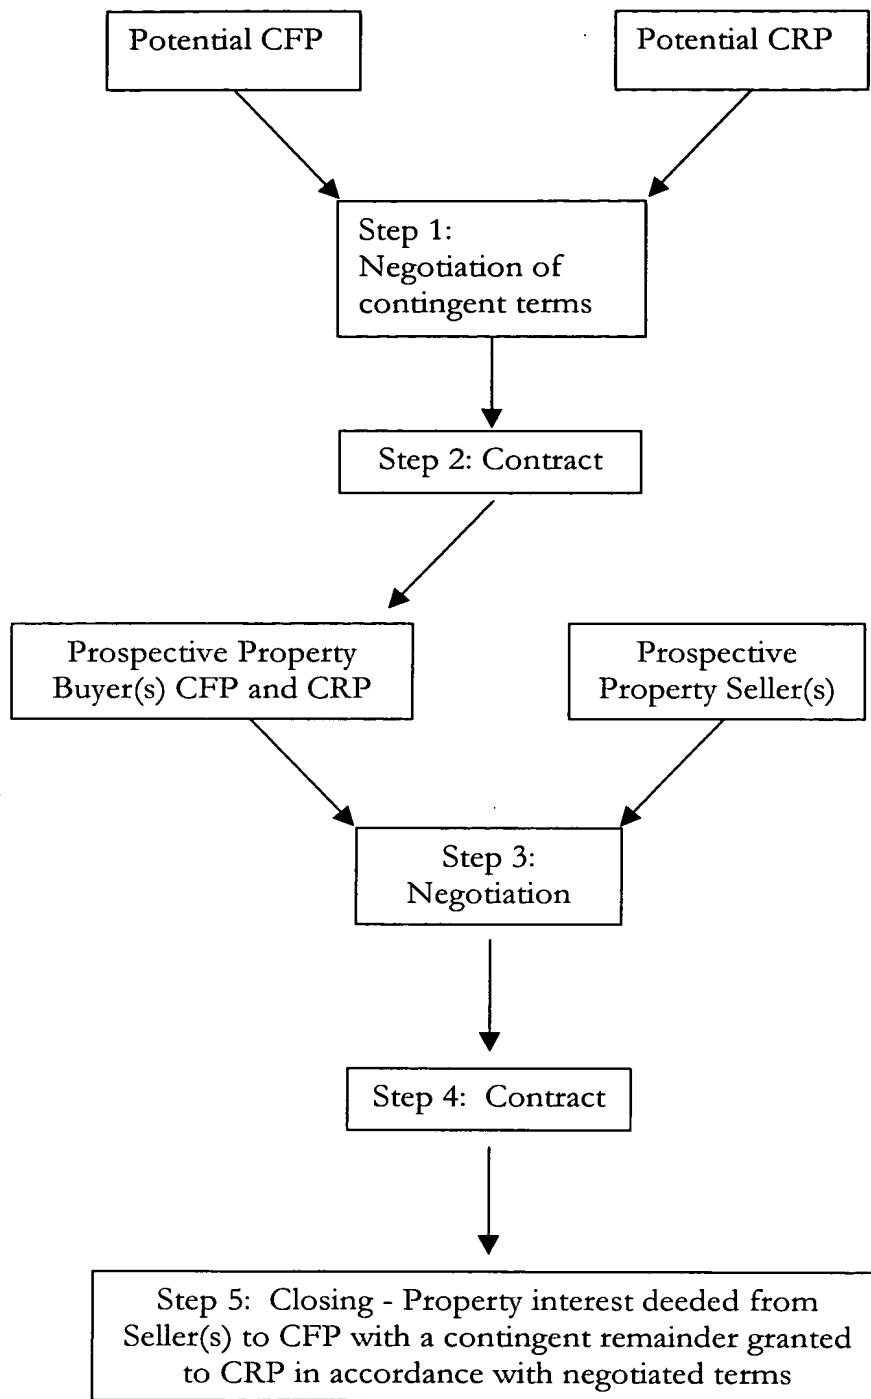 Potential CFP
Potential CRP
Step 1:
Negotiation of
contingent terms
Step 2: Contract
Prospective Property
Buyer(s) CFP and CRP
Prospective
Property Seller(s)
Step 3:
Negotiation
Step 4: Contract
Step 5: Closing - Property interest deeded from
Seller(s) to CFP with a contingent remainder granted
to CRP in accordance with negotiated terms